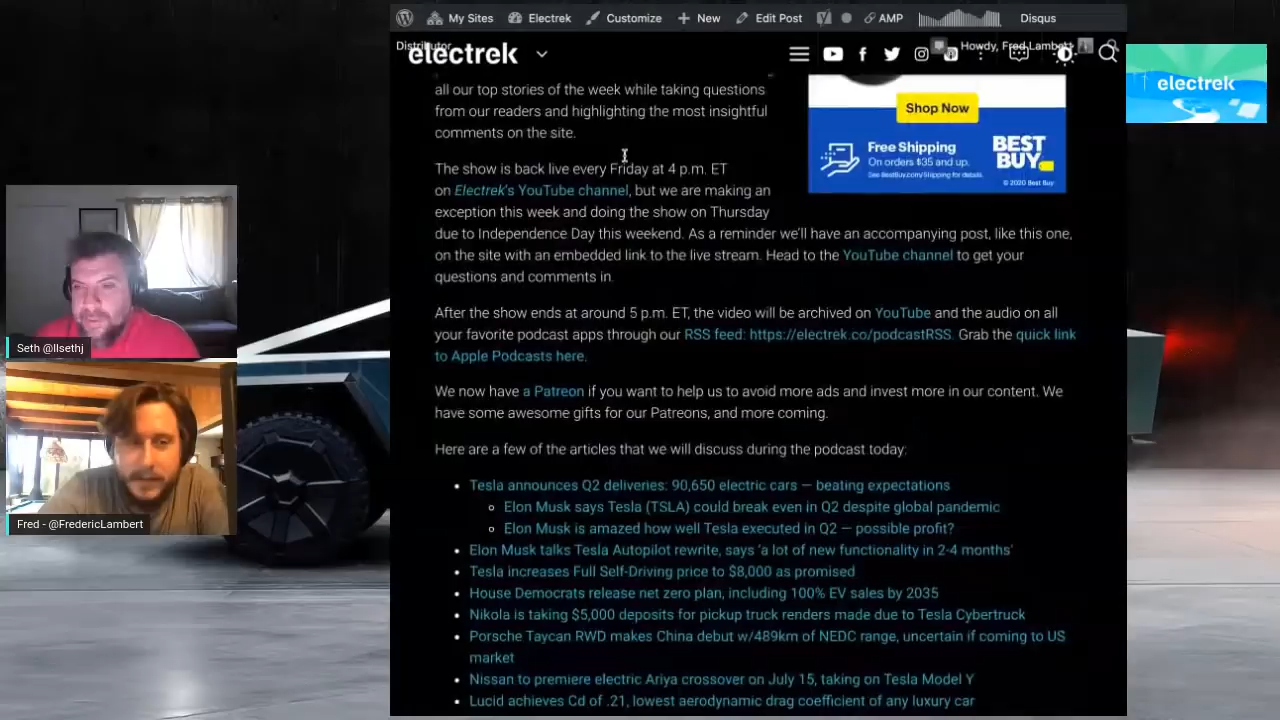 My Sites
Electrek
Customize
New
Edit Post
AMP
Disqus
Distributor
Howdy, Fred Lambert
electrek
all our top stories of the week while taking questions
from our readers and highlighting the most insightful
comments on the site.
The show is back live every Friday at 4 p.m. ET
on Electrek's YouTube channel, but we are making an
exception this week and doing the show on Thursday
due to Independence Day this weekend. As a reminder we'll have an accompanying post, like this one,
on the site with an embedded link to the live stream. Head to the YouTube channel to get your
questions and comments in.
After the show ends at around 5 p.m. ET, the video will be archived on YouTube and the audio on all
your favorite podcast apps through our RSS feed: https://electrek.co/podcastRSS. Grab the quick link
to Apple Podcasts here.
We now have a Patreon if you want to help us to avoid more ads and invest more in our content. We
have some awesome gifts for our Patreons, and more coming.
Here are a few of the articles that we will discuss during the podcast today:
Tesla announces Q2 deliveries: 90,650 electric cars — beating expectations
Elon Musk says Tesla (TSLA) could break even in Q2 despite global pandemic
Elon Musk is amazed how well Tesla executed in Q2 — possible profit?
Elon Musk talks Tesla Autopilot rewrite, says 'a lot of new functionality in 2-4 months'
Tesla increases Full Self-Driving price to $8,000 as promised
House Democrats release net zero plan, including 100% EV sales by 2035
Nikola is taking $5,000 deposits for pickup truck renders made due to Tesla Cybertruck
Porsche Taycan RWD makes China debut w/489km of NEDC range, uncertain if coming to US
market
Nissan to premiere electric Ariya crossover on July 15, taking on Tesla Model Y
Lucid achieves Cd of .21, lowest aerodynamic drag coefficient of any luxury car
Shop Now
Free Shipping
On orders $35 and up.
See BestBuy.com/Shipping for details.
BEST
BUY
© 2020 Best Buy
electrek
Seth @llsethj
Fred - @FredericLambert